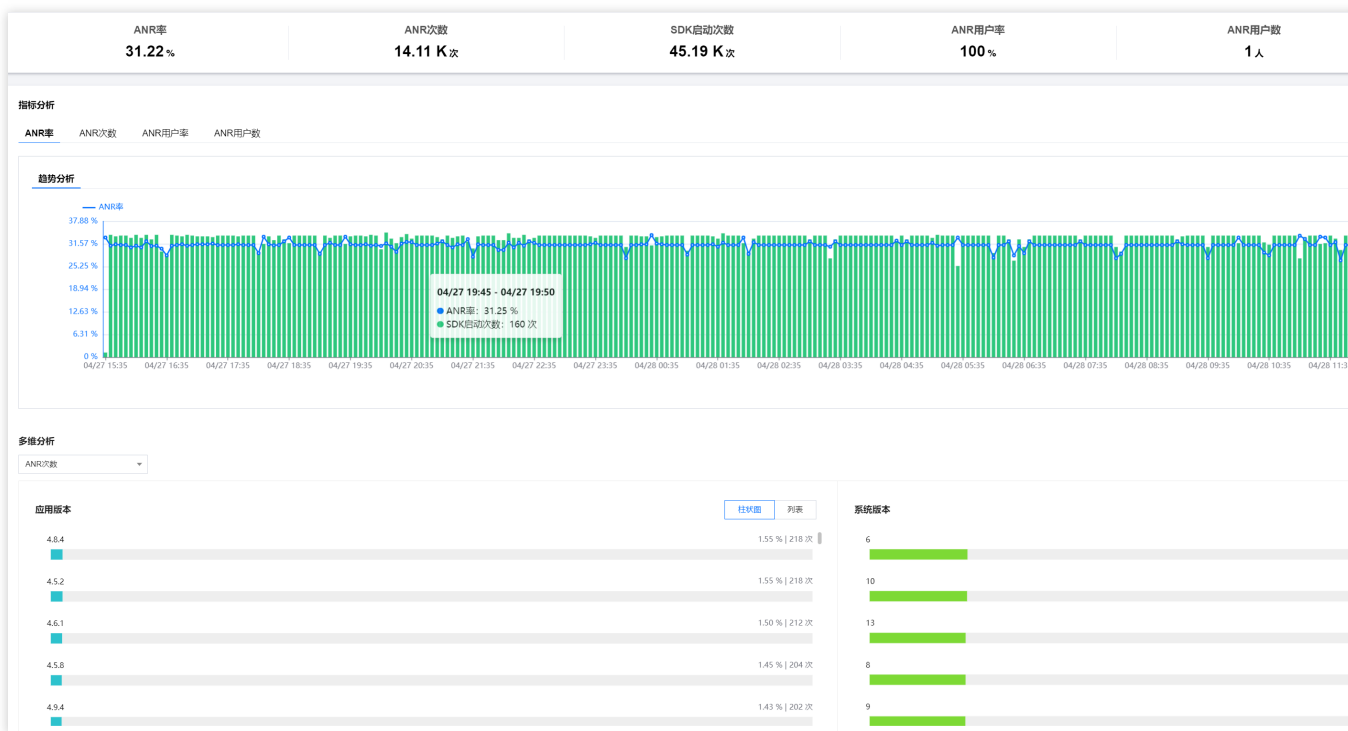 ANR率 ANR次数 SDK启动次数 ANR用户率 ANR用户数
31.22 % 14.11 K 次 45.19 K 次 100 % 1 人
指标分析
ANR率 ANR次数 ANR用户率 ANR用户数
趋势分析
ANR率
37.88 %
31.57 %
25.25 %
18.94 %
12.63 %
6.31 %
0 %
04/27 19:45 - 04/27 19:50
ANR率: 31.25 %
SDK启动次数: 160 次
04/27 15:35 04/27 16:35 04/27 17:35 04/27 18:35 04/27 19:35 04/27 20:35 04/27 21:35 04/27 22:35 04/27 23:35 04/28 00:35 04/28 01:35 04/28 02:35 04/28 03:35 04/28 04:35 04/28 05:35 04/28 06:35 04/28 07:35 04/28 08:35 04/28 09:35 04/28 10:35 04/28 11:3
多维分析
ANR次数
应用版本 柱状图 列表
4.8.4 1.55 % | 218 次
4.5.2 1.55 % | 218 次
4.6.1 1.50 % | 212 次
4.5.8 1.45 % | 204 次
4.9.4 1.43 % | 202 次
系统版本
6
10
13
8
9